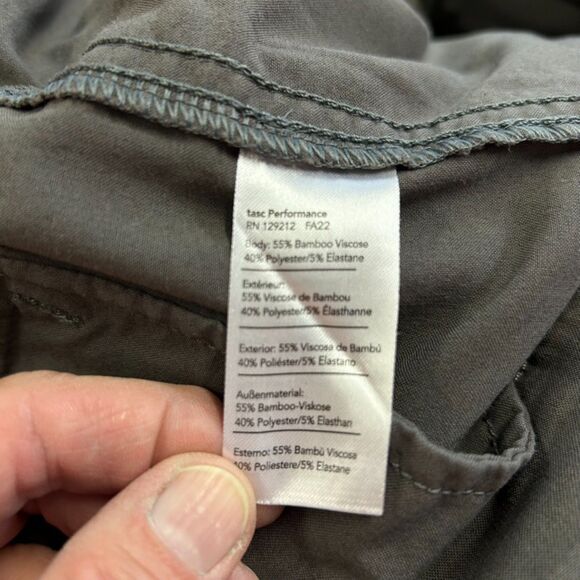 tasc Performance
RN 129212 FA22
Body: 55% Bamboo Viscose
40% Polyester/5% Elastane
Extérieur:
55% Viscose de Bambou
40% Polyester/5% Élasthanne
Exterior: 55% Viscosa de Bambú
40% Poliéster/5% Elastano
Außenmaterial:
55% Bamboo-Viskose
40% Polyester/5% Elasthan
Esterno: 55% Bambù Viscosa
40% Poliestere/5% Elastane